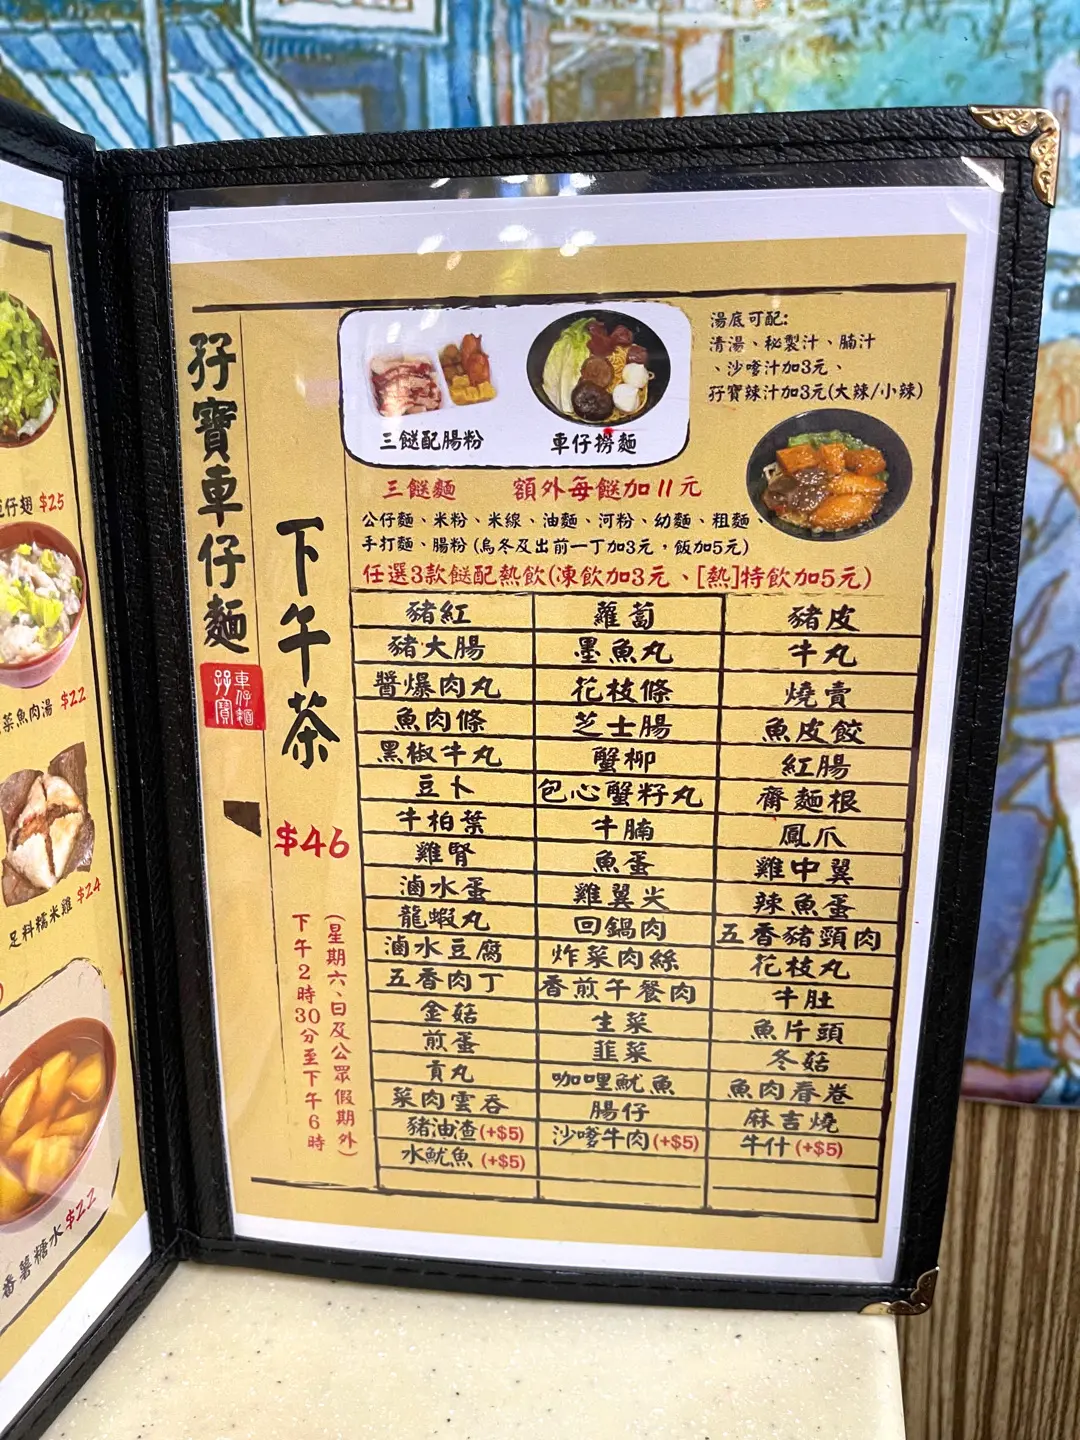 仔翅 $25
菜魚肉湯 $22
足料糯米雞 $24
番薯糖水 $22
孖寶車仔麵
孖寶
車仔麵
下午茶
$46
(星期六、日及公眾假期外)
下午2時30分至下午6時
三餸配腸粉
車仔撈麵
湯底可配:
清湯、秘製汁、腩汁
、沙嗲汁加3元、
孖寶辣汁加3元(大辣/小辣)
三餸麵 額外每餸加11元
公仔麵、米粉、米線、油麵、河粉、幼麵、粗麵、
手打麵、腸粉 (烏冬及出前一丁加3元，飯加5元)
任選3款餸配熱飲(凍飲加3元、[熱]特飲加5元)
豬紅 蘿蔔 豬皮
豬大腸 墨魚丸 牛丸
醬爆肉丸 花枝條 燒賣
魚肉條 芝士腸 魚皮餃
黑椒牛丸 蟹柳 紅腸
豆卜 包心蟹籽丸 齋麵根
牛柏葉 牛腩 鳳爪
雞腎 魚蛋 雞中翼
滷水蛋 雞翼尖 辣魚蛋
龍蝦丸 回鍋肉 五香豬頸肉
滷水豆腐 炸菜肉絲 花枝丸
五香肉丁 香煎午餐肉 牛肚
金菇 生菜 魚片頭
煎蛋 韮菜 冬菇
貢丸 咖哩魷魚 魚肉春卷
菜肉雲吞 腸仔 麻吉燒
豬油渣(+$5) 沙嗲牛肉(+$5) 牛什(+$5)
水魷魚(+$5)